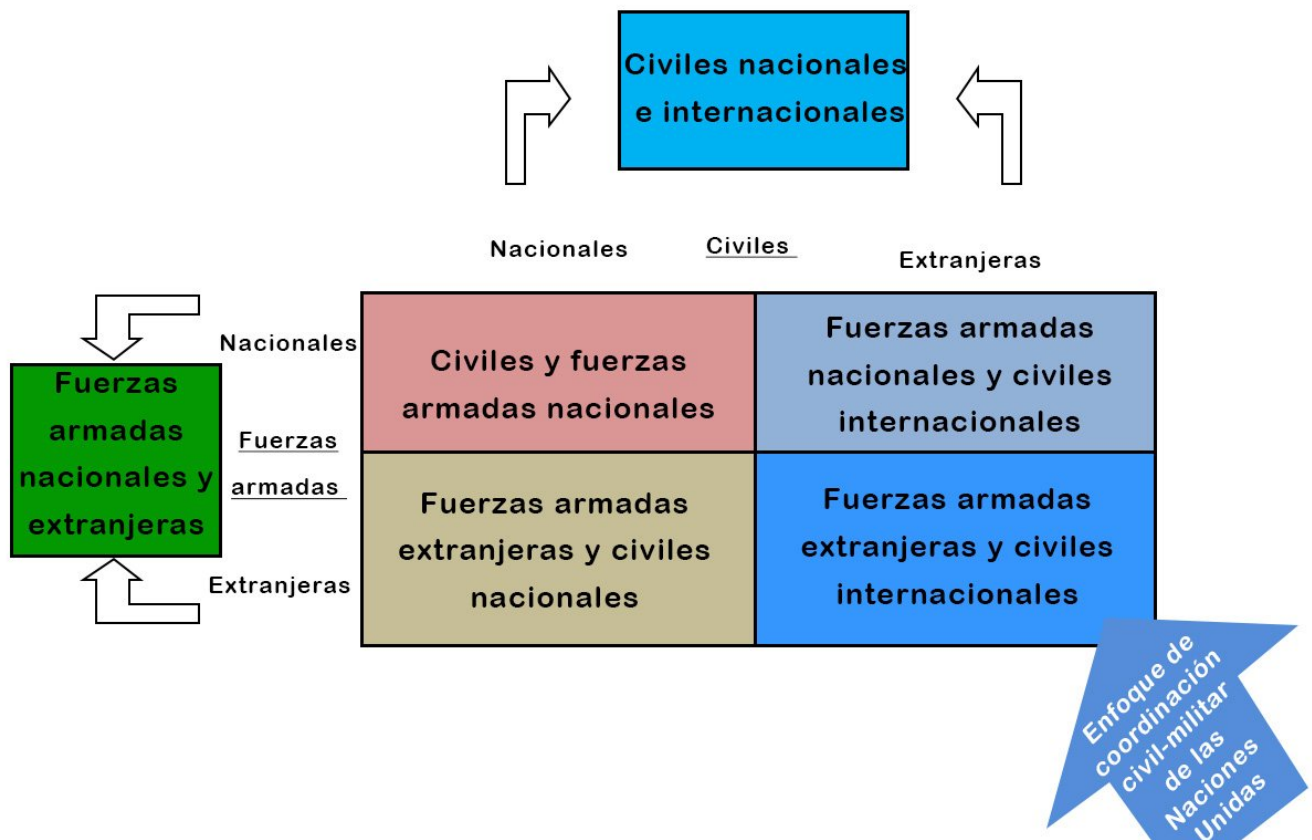 Civiles nacionales
e internacionales
Nacionales
Civiles
Extranjeras
Nacionales
Fuerzas
armadas
Extranjeras
Fuerzas
armadas
nacionales y
extranjeras
Civiles y fuerzas
armadas nacionales
Fuerzas armadas
nacionales y civiles
internacionales
Fuerzas armadas
extranjeras y civiles
nacionales
Fuerzas armadas
extranjeras y civiles
internacionales
Enfoque de
coordinación
civil-militar
de las
Naciones
Unidas